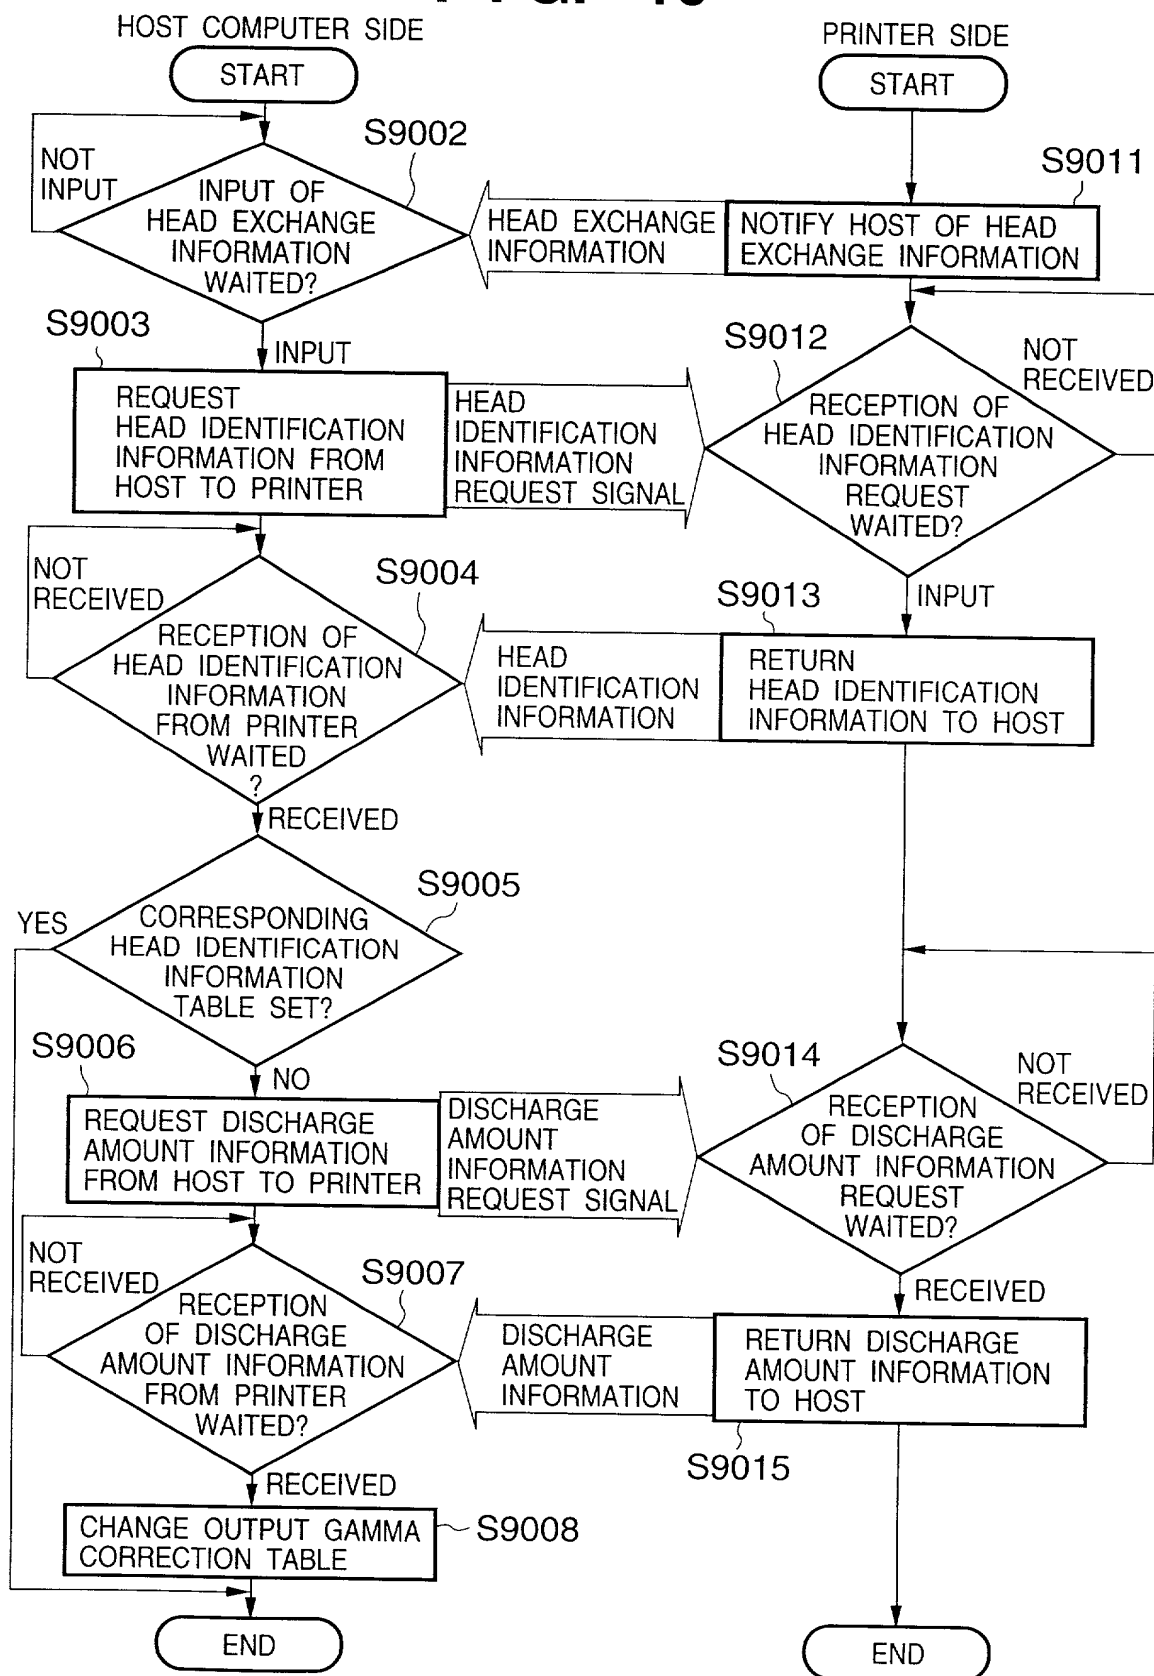 HOST COMPUTER SIDE
START
PRINTER SIDE
START
S9002
NOT
INPUT
INPUT OF
HEAD EXCHANGE
INFORMATION
WAITED?
HEAD EXCHANGE
INFORMATION
S9011
NOTIFY HOST OF HEAD
EXCHANGE INFORMATION
S9003
INPUT
REQUEST
HEAD IDENTIFICATION
INFORMATION FROM
HOST TO PRINTER
HEAD
IDENTIFICATION
INFORMATION
REQUEST SIGNAL
S9012
NOT
RECEIVED
RECEPTION OF
HEAD IDENTIFICATION
INFORMATION
REQUEST
WAITED?
INPUT
NOT
RECEIVED
S9004
RECEPTION OF
HEAD IDENTIFICATION
INFORMATION
FROM PRINTER
WAITED
?
HEAD
IDENTIFICATION
INFORMATION
S9013
RETURN
HEAD IDENTIFICATION
INFORMATION TO HOST
RECEIVED
S9005
YES
CORRESPONDING
HEAD IDENTIFICATION
INFORMATION
TABLE SET?
S9006
NO
REQUEST DISCHARGE
AMOUNT INFORMATION
FROM HOST TO PRINTER
DISCHARGE
AMOUNT
INFORMATION
REQUEST SIGNAL
S9014
NOT
RECEIVED
RECEPTION
OF DISCHARGE
AMOUNT INFORMATION
REQUEST
WAITED?
RECEIVED
NOT
RECEIVED
S9007
RECEPTION
OF DISCHARGE
AMOUNT INFORMATION
FROM PRINTER
WAITED?
DISCHARGE
AMOUNT
INFORMATION
RETURN DISCHARGE
AMOUNT INFORMATION
TO HOST
S9015
RECEIVED
CHANGE OUTPUT GAMMA
CORRECTION TABLE
S9008
END
END